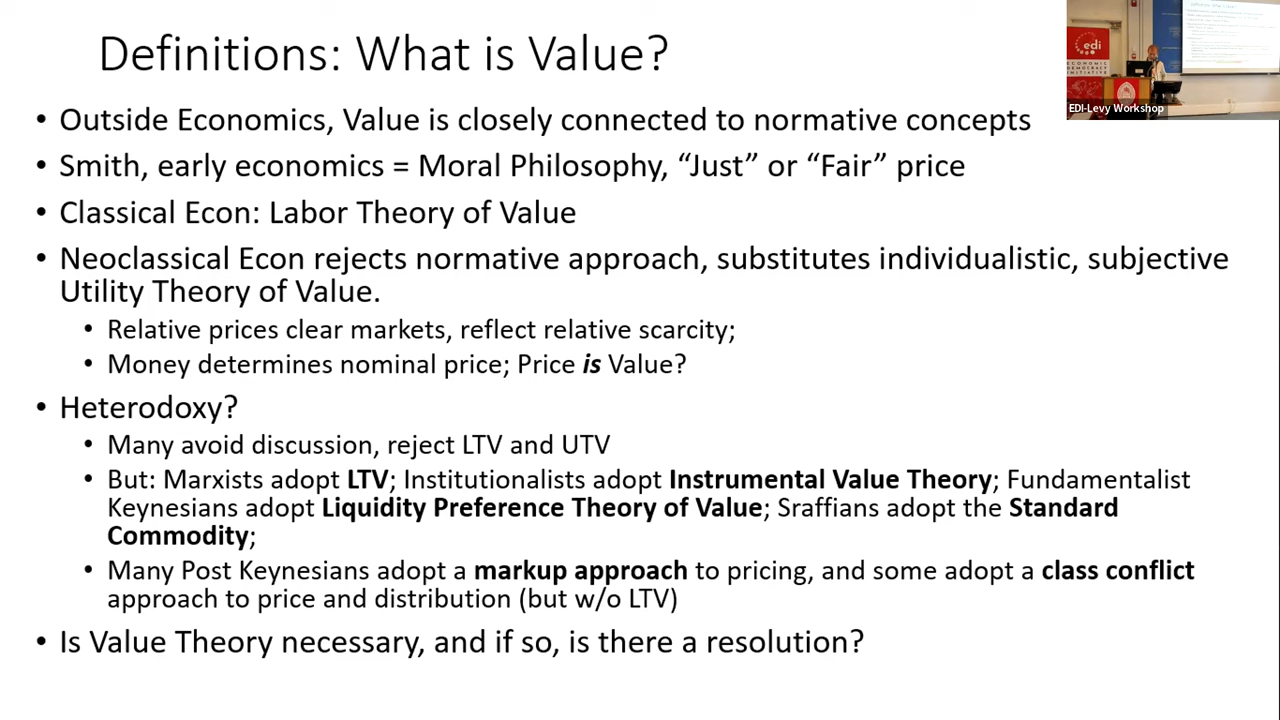 Definitions: What is Value?
• Outside Economics, Value is closely connected to normative concepts
• Smith, early economics = Moral Philosophy, “Just” or “Fair” price
• Classical Econ: Labor Theory of Value
• Neoclassical Econ rejects normative approach, substitutes individualistic, subjective
Utility Theory of Value.
• Relative prices clear markets, reflect relative scarcity;
• Money determines nominal price; Price is Value?
• Heterodoxy?
• Many avoid discussion, reject LTV and UTV
• But: Marxists adopt LTV; Institutionalists adopt Instrumental Value Theory; Fundamentalist
Keynesians adopt Liquidity Preference Theory of Value; Sraffians adopt the Standard
Commodity;
• Many Post Keynesians adopt a markup approach to pricing, and some adopt a class conflict
approach to price and distribution (but w/o LTV)
• Is Value Theory necessary, and if so, is there a resolution?
edi
ECONOMIC
DEMOCRACY
INITIATIVE
EDI-Levy Workshop